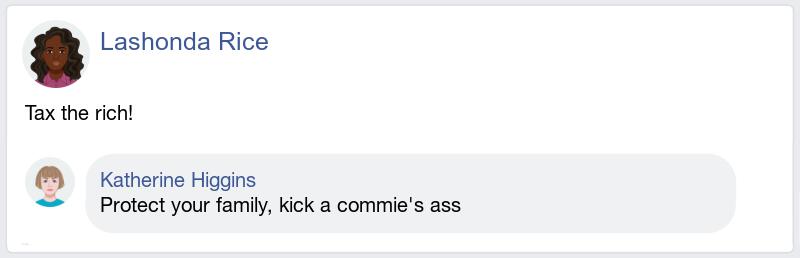 Lashonda Rice
Tax the rich!
Katherine Higgins
Protect your family, kick a commie's ass